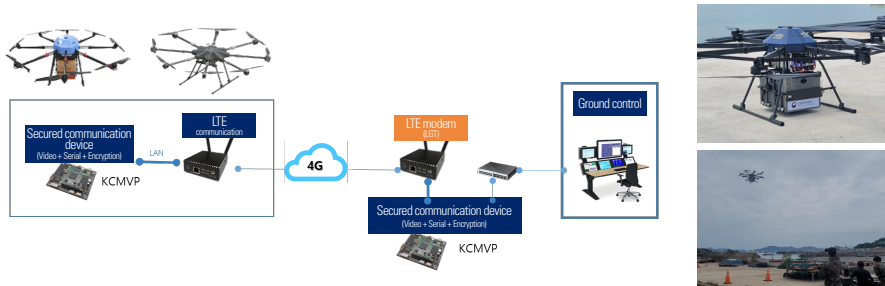 Secured communication
device
(Video + Serial + Encryption)
KCMVP
LAN
LTE
communication
4G
LTE modem
(LGT)
Secured communication device
(Video + Serial + Encryption)
KCMVP
Ground control